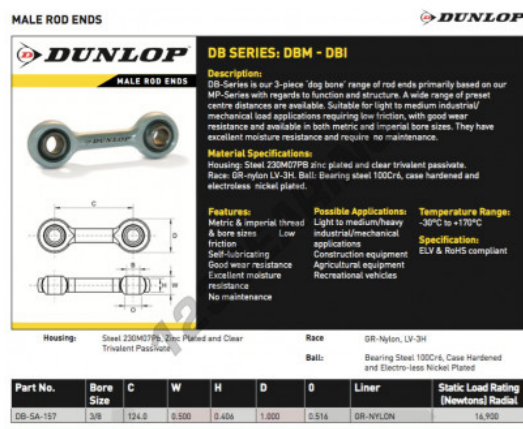 MALE ROD ENDS
DUNLOP
DUNLOP
MALE ROD ENDS
DB SERIES: DBM - DBI
Description:
DB-Series is our 3-piece 'dog bone' range of rod ends primarily based on our
MP-Series with regards to function and structure. A wide range of preset
centre distances are available. Suitable for light to medium industrial/
mechanical load applications requiring low friction, with good wear
resistance and available in both metric and imperial bore sizes. They have
excellent moisture resistance and require no maintenance.
Material Specifications:
Housing: Steel 230M07PB zinc plated and clear trivalent passivate.
Race: GR-nylon LV-3H. Ball: Bearing steel 100Cr6, case hardened and
electroless nickel plated.
Features:
Metric & imperial thread
& bore sizes Low
friction
Self-lubricating
Good wear resistance
Excellent moisture
resistance
No maintenance
Possible Applications:
Light to medium/heavy
industrial/mechanical
applications
Construction equipment
Agricultural equipment
Recreational vehicles
Temperature Range:
-30°C to +170°C
Specification:
ELV & RoHS compliant
C
D
B
H
W
O
Housing: Steel 230M07Pb, Zinc Plated and Clear
Trivalent Passivate
Race GR-Nylon, LV-3H
Ball: Bearing Steel 100Cr6, Case Hardened
and Electro-less Nickel Plated
Part No. Bore Size C W H D 0 Liner Static Load Rating (Newtons) Radial
DB-SA-157 3/8 124.0 0.500 0.406 1.000 0.516 GR-NYLON 16,900